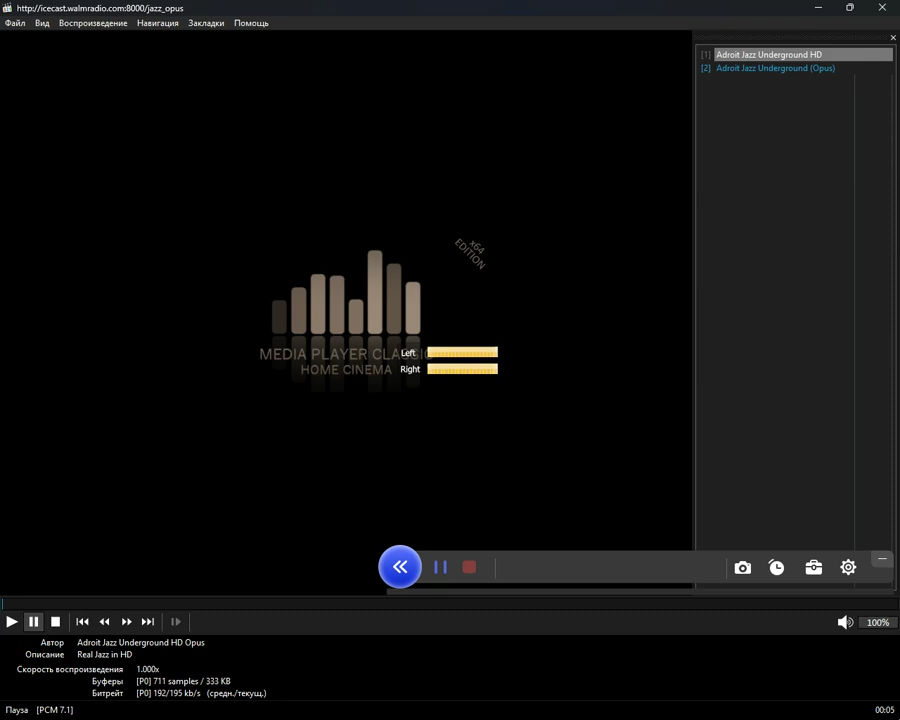 http://icecast.walmradio.com:8000/jazz_opus
Файл Вид Воспроизведение Навигация Закладки Помощь
[1] Adroit Jazz Underground HD
[2] Adroit Jazz Underground (Opus)
x64
EDITION
MEDIA PLAYER CLASSIC
HOME CINEMA
Left
Right
100%
Автор Adroit Jazz Underground HD Opus
Описание Real Jazz in HD
Скорость воспроизведения 1.000x
Буферы [P0] 711 samples / 333 KB
Битрейт [P0] 192/195 kb/s (средн./текущ.)
Пауза [PCM 7.1] 00:05